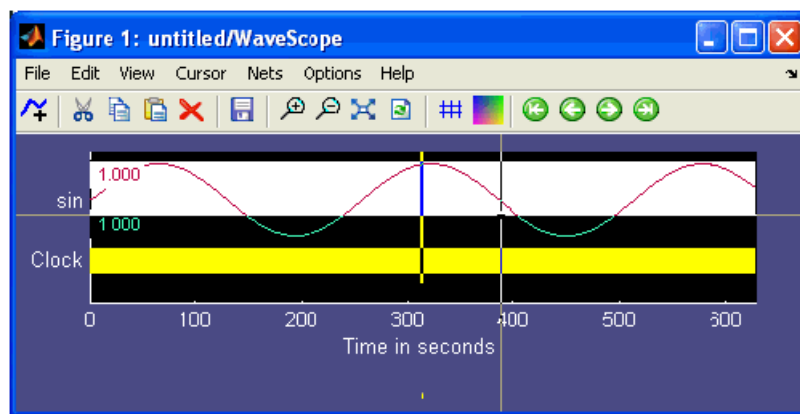 Figure 1: untitled/WaveScope
File Edit View Cursor Nets Options Help
1.000
sin
1 000
Clock
0 100 200 300 400 500 600
Time in seconds